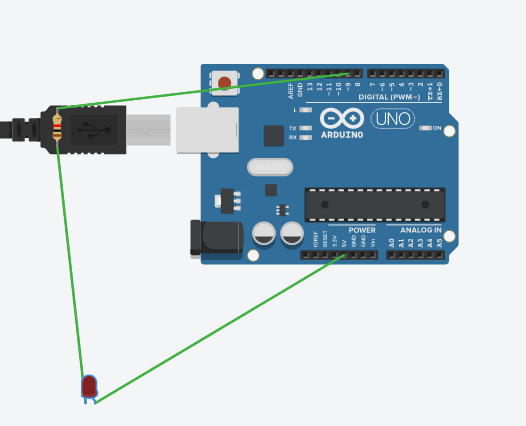 AREF
GND
13
12
~11
~10
~9
8
7
~6
~5
4
~3
2
TX→1
RX←0
DIGITAL (PWM~)
L
TX
RX
ARDUINO
UNO
ON
POWER
ANALOG IN
IOREF
RESET
3.3V
5V
GND
GND
Vin
A0
A1
A2
A3
A4
A5